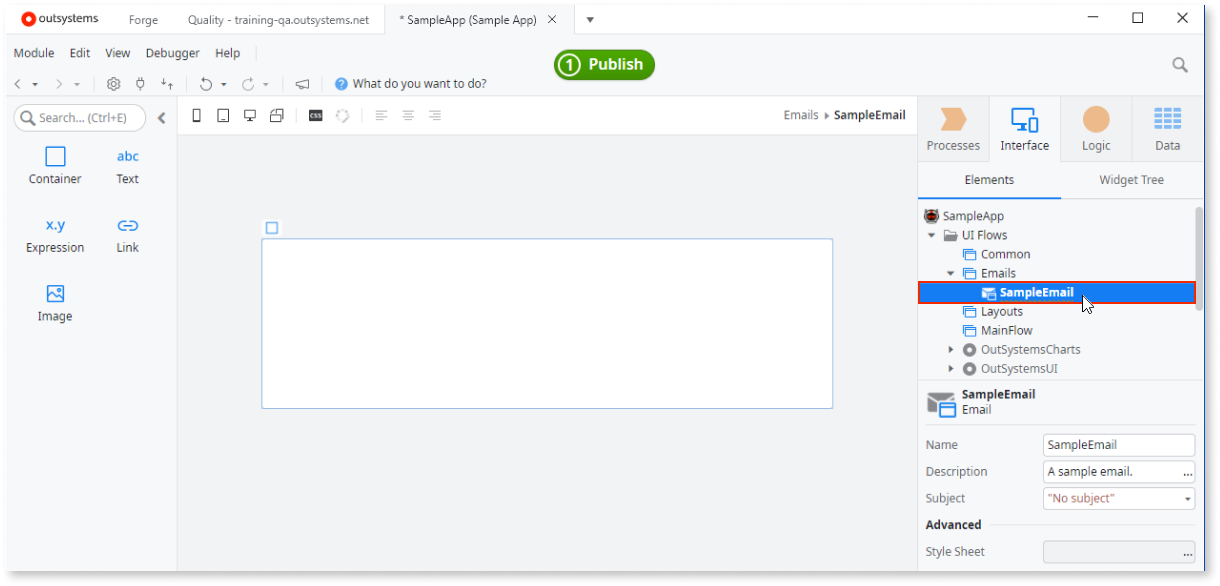 outsystems
Forge
Quality - training-qa.outsystems.net
* SampleApp (Sample App)
Module Edit View Debugger Help
1 Publish
What do you want to do?
Search... (Ctrl+E)
CSS
Emails SampleEmail
Processes Interface Logic Data
Container
abc
Text
x.y
Expression
Link
Image
Elements Widget Tree
SampleApp
UI Flows
Common
Emails
SampleEmail
Layouts
MainFlow
OutSystemsCharts
OutSystemsUI
SampleEmail
Email
Name SampleEmail
Description A sample email. ...
Subject "No subject"
Advanced
Style Sheet ...